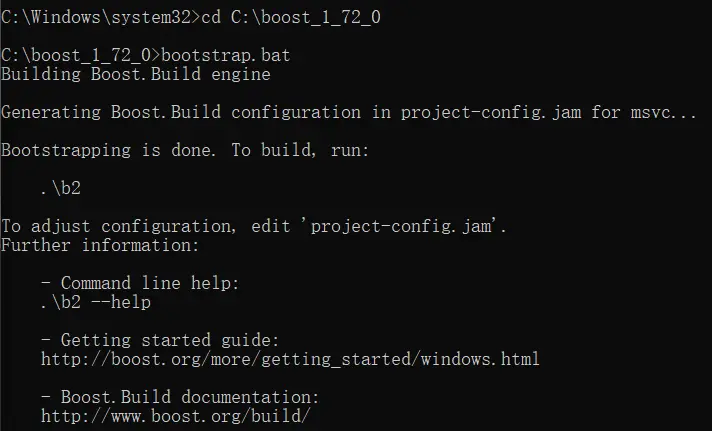 C:\Windows\system32>cd C:\boost_1_72_0
C:\boost_1_72_0>bootstrap.bat
Building Boost.Build engine
Generating Boost.Build configuration in project-config.jam for msvc...
Bootstrapping is done. To build, run:
.\b2
To adjust configuration, edit 'project-config.jam'.
Further information:
- Command line help:
.\b2 --help
- Getting started guide:
http://boost.org/more/getting_started/windows.html
- Boost.Build documentation:
http://www.boost.org/build/